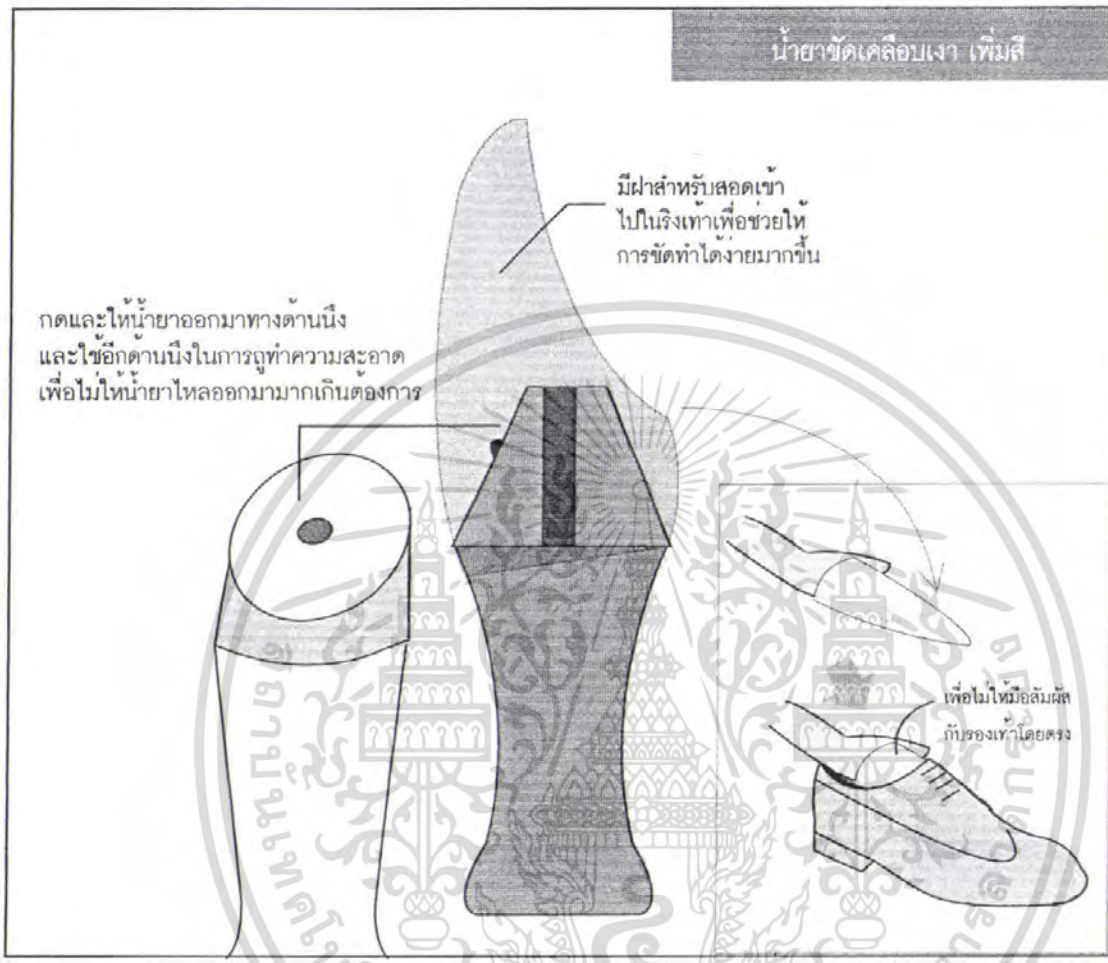 น้ำยาขัดเคลือบเงา เพิ่มสี
มีฝาสำหรับสอดเข้า
ไปในริงเท้าเพื่อช่วยให้
การขัดทำได้ง่ายมากขึ้น
กดและให้น้ำยาออกมาทางด้านนึง
และใช้อีกด้านนึงในการถูทำความสะอาด
เพื่อไม่ให้น้ำยาไหลออกมามากเกินต้องการ
เพื่อไม่ให้มือสัมผัส
กับรองเท้าโดยตรง